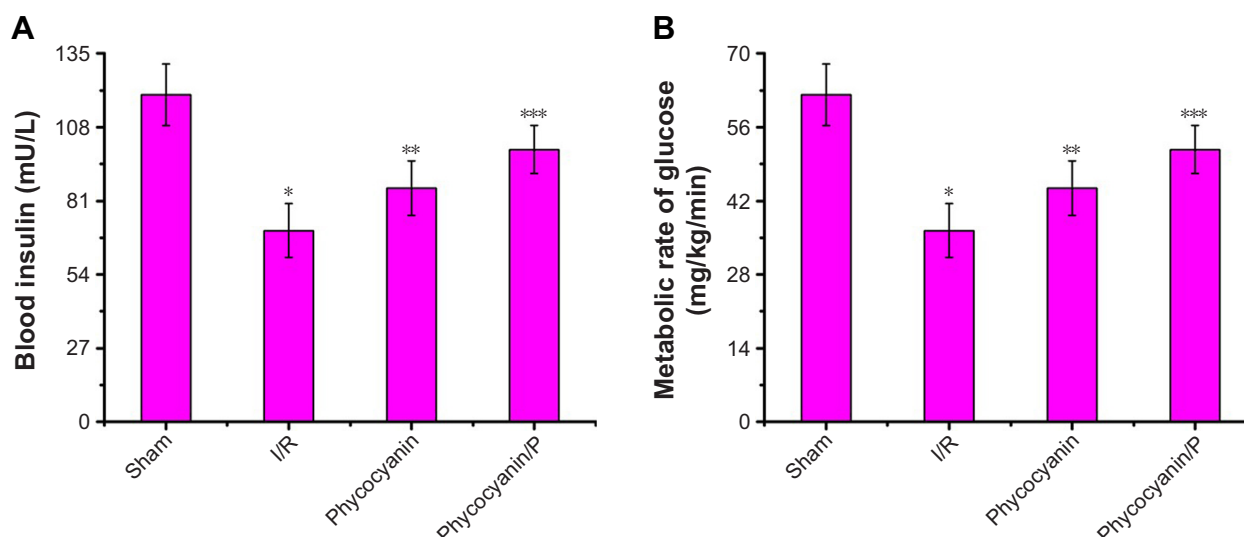 A
Blood insulin (mU/L)
135
108
81
54
27
0
*
**
***
Sham
I/R
Phycocyanin
Phycocyanin/P
B
Metabolic rate of glucose
(mg/kg/min)
70
56
42
28
14
0
*
**
***
Sham
I/R
Phycocyanin
Phycocyanin/P